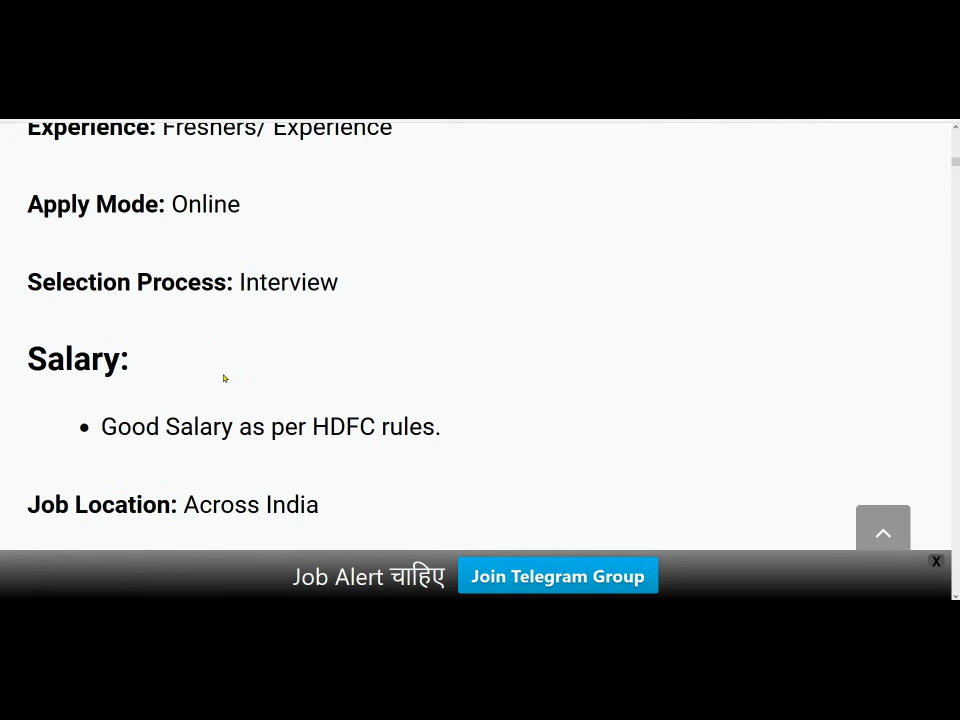 Experience: Freshers/ Experience
Apply Mode: Online
Selection Process: Interview
Salary:
• Good Salary as per HDFC rules.
Job Location: Across India
Job Alert चाहिए Join Telegram Group
X